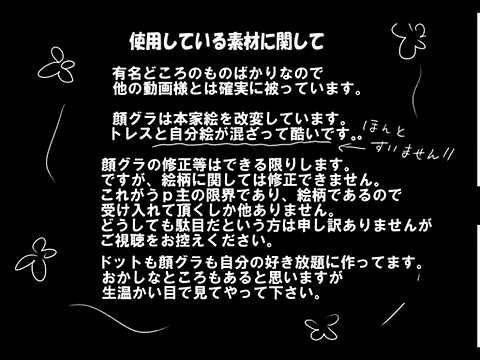 使用している素材に関して
有名どころのものばかりなので
他の動画様とは確実に被っています。
顔グラは本家絵を改変しています。
トレスと自分絵が混ざって酷いです。。
ほんと
すいません!!
顔グラの修正等はできる限りします。
ですが、絵柄に関しては修正できません。
これがうp主の限界であり、絵柄であるので
受け入れて頂くしか他ありません。
どうしても駄目だという方は申し訳ありませんが
ご視聴をお控えください。
ドットも顔グラも自分の好き放題に作ってます。
おかしなところもあると思いますが
生温かい目で見てやって下さい。